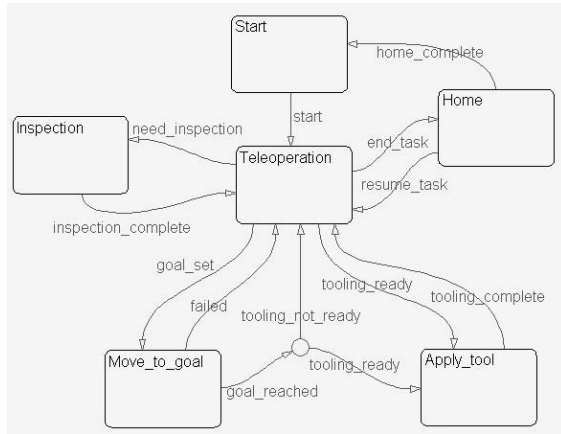 Start
home_complete
Home
start
Inspection
need_inspection
end_task
Teleoperation
resume_task
inspection_complete
goal_set
tooling_ready
failed
tooling_complete
tooling_not_ready
Move_to_goal
tooling_ready
Apply_tool
goal_reached